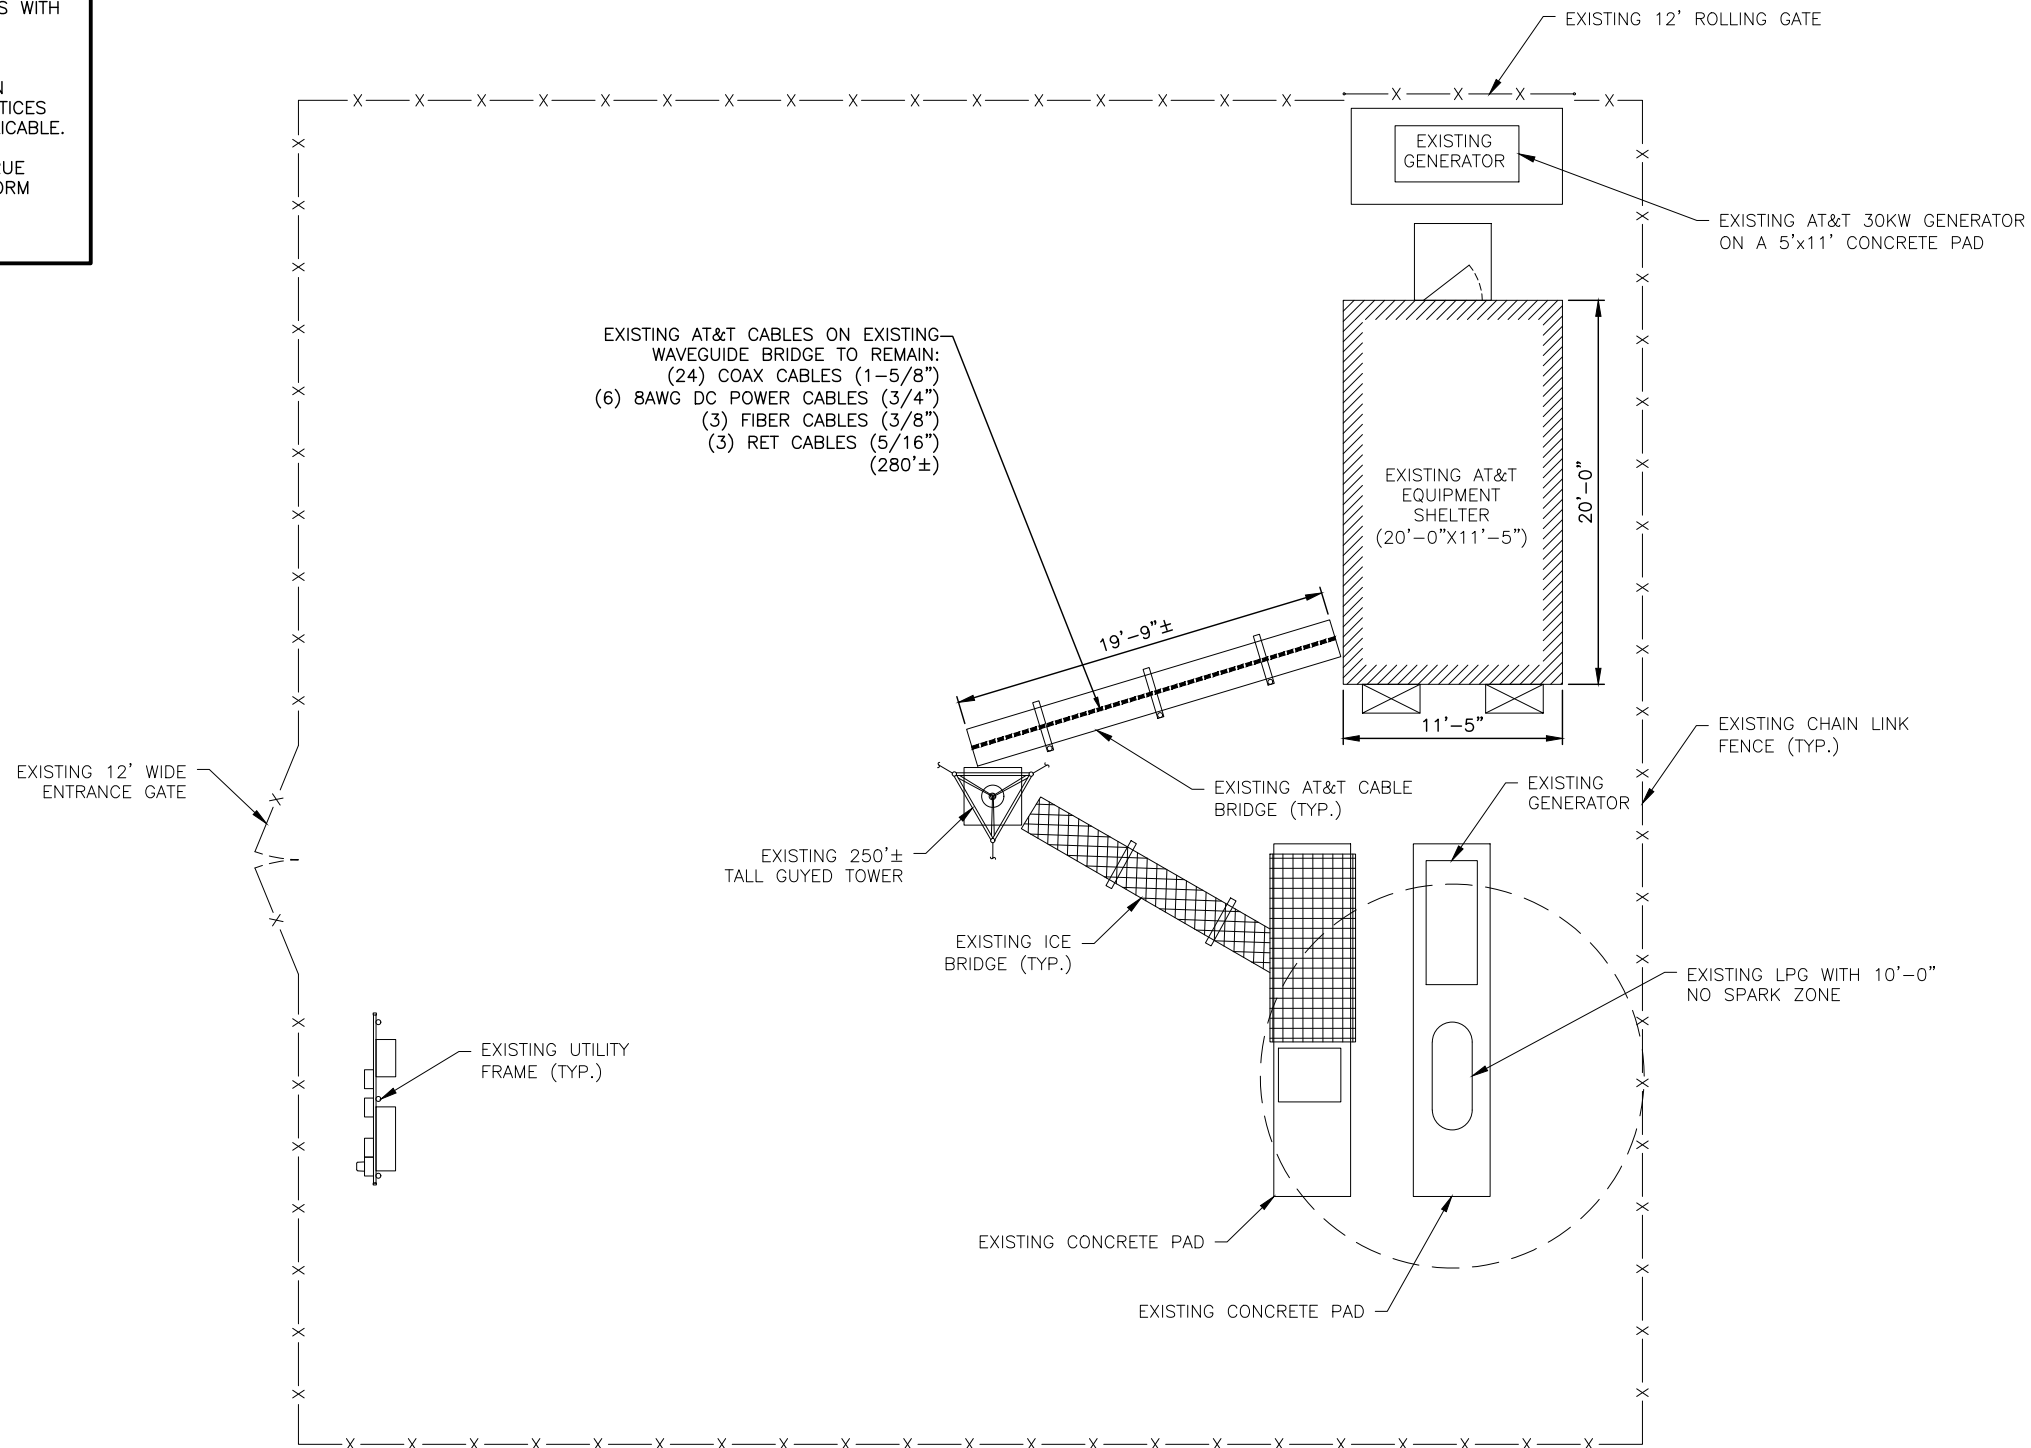 S WITH
N
TICES
ICABLE.
RUE
ORM
EXISTING 12' ROLLING GATE
EXISTING
GENERATOR
EXISTING AT&T 30KW GENERATOR
ON A 5'x11' CONCRETE PAD
EXISTING AT&T CABLES ON EXISTING
WAVEGUIDE BRIDGE TO REMAIN:
(24) COAX CABLES (1-5/8")
(6) 8AWG DC POWER CABLES (3/4")
(3) FIBER CABLES (3/8")
(3) RET CABLES (5/16")
(280'±)
EXISTING AT&T
EQUIPMENT
SHELTER
(20'-0"X11'-5")
20'-0"
19'-9"±
11'-5"
EXISTING CHAIN LINK
FENCE (TYP.)
EXISTING 12' WIDE
ENTRANCE GATE
EXISTING AT&T CABLE
BRIDGE (TYP.)
EXISTING
GENERATOR
EXISTING 250'±
TALL GUYED TOWER
EXISTING ICE
BRIDGE (TYP.)
EXISTING LPG WITH 10'-0"
NO SPARK ZONE
EXISTING UTILITY
FRAME (TYP.)
EXISTING CONCRETE PAD
EXISTING CONCRETE PAD